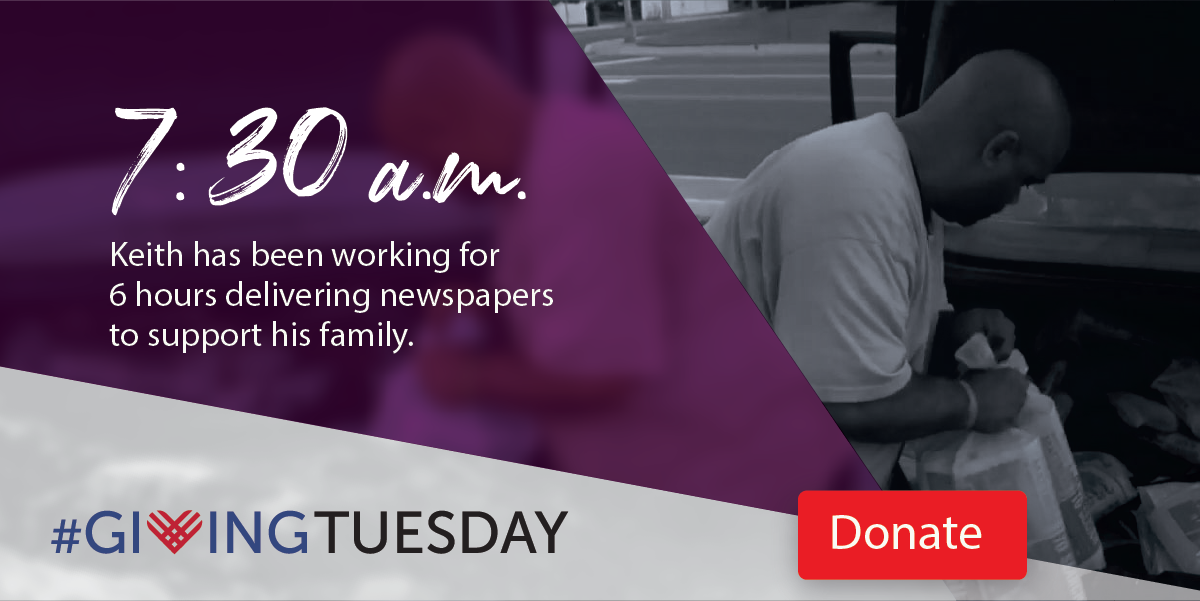 7:30 a.m.
Keith has been working for
6 hours delivering newspapers
to support his family.
#GIVINGTUESDAY
Donate